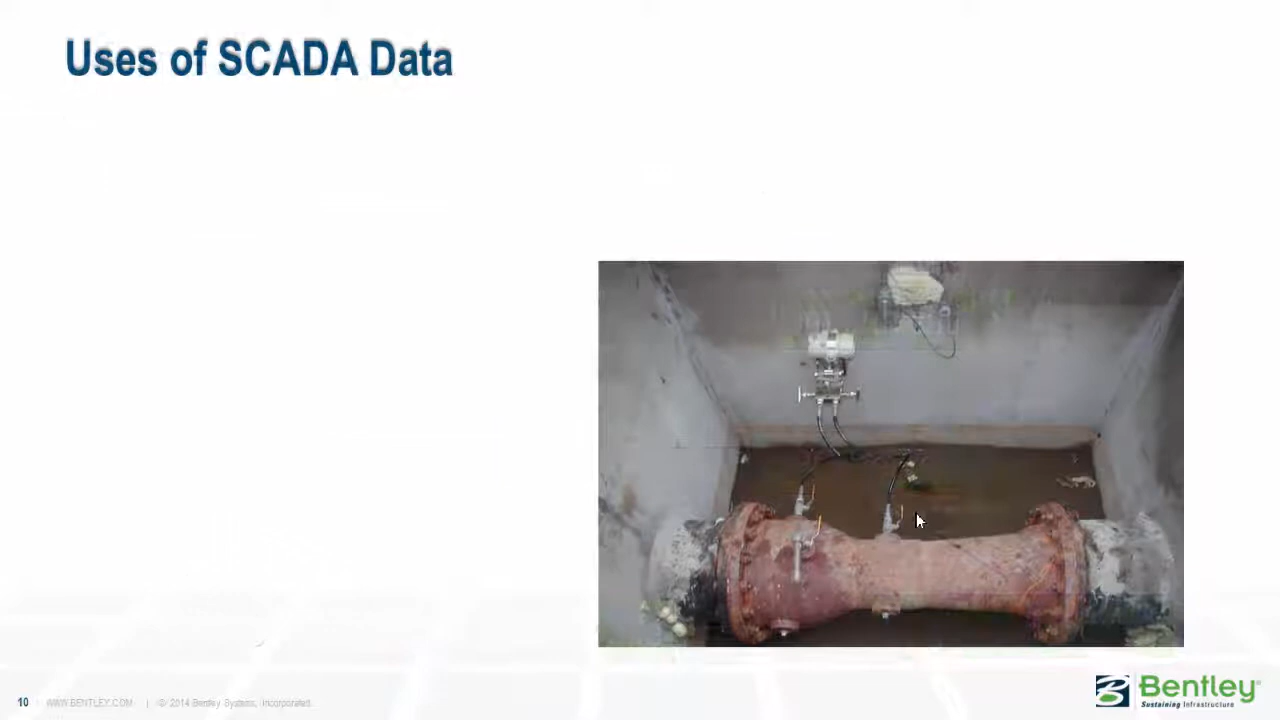 Uses of SCADA Data
10 | WWW.BENTLEY.COM | © 2014 Bentley Systems, Incorporated
Bentley®
Sustaining Infrastructure